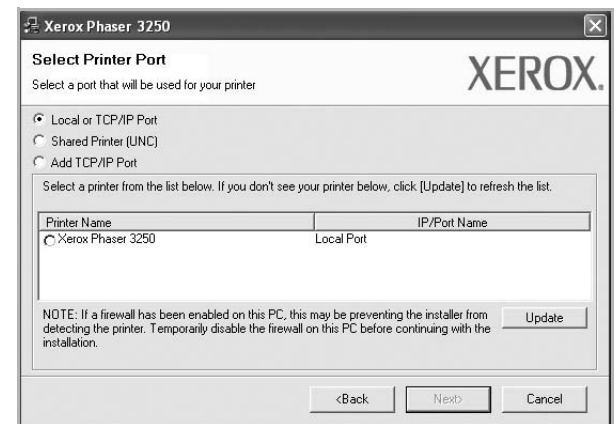 Xerox Phaser 3250
Select Printer Port
Select a port that will be used for your printer
XEROX.
Local or TCP/IP Port
Shared Printer (UNC)
Add TCP/IP Port
Select a printer from the list below. If you don't see your printer below, click [Update] to refresh the list.
Printer Name IP/Port Name
Xerox Phaser 3250 Local Port
NOTE: If a firewall has been enabled on this PC, this may be preventing the installer from
detecting the printer. Temporarily disable the firewall on this PC before continuing with the
installation.
Update
<Back Next> Cancel